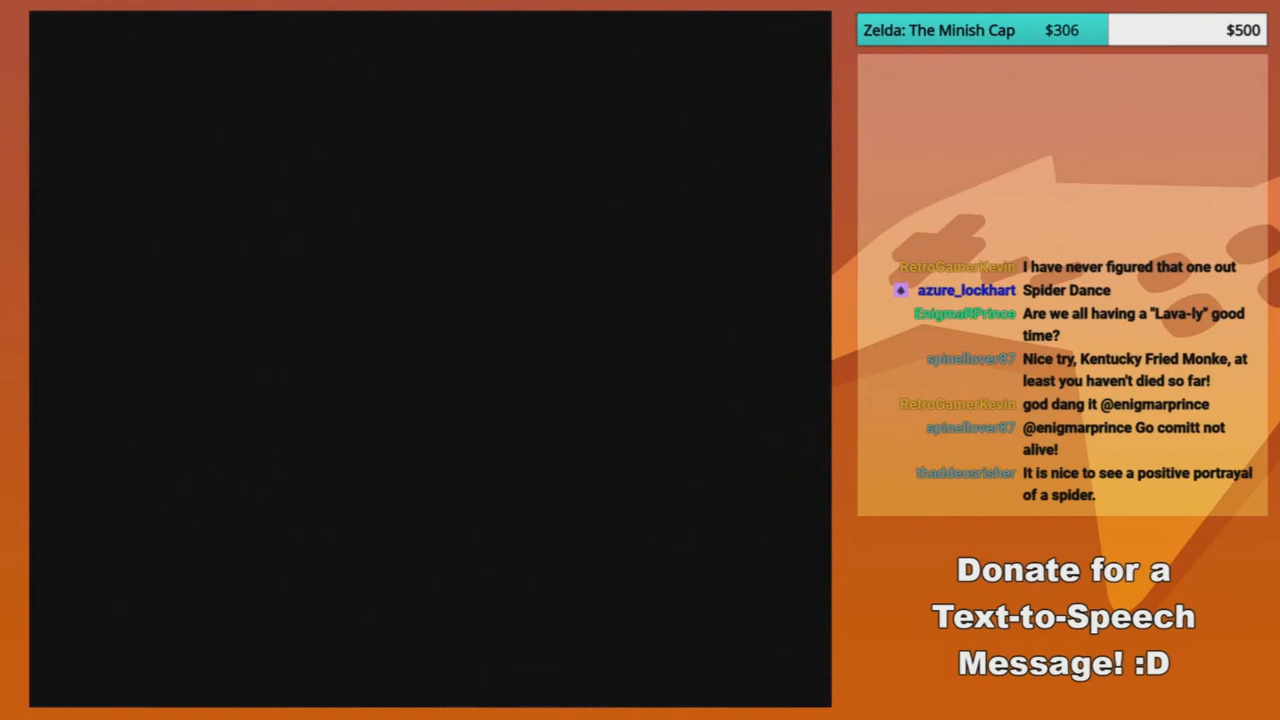 Zelda: The Minish Cap $306 $500
RetroGamerKevin I have never figured that one out
azure_lockhart Spider Dance
EnigmaRPrince Are we all having a "Lava-ly" good
time?
spinellover87 Nice try, Kentucky Fried Monke, at
least you haven't died so far!
RetroGamerKevin god dang it @enigmarprince
spinellover87 @enigmarprince Go comitt not
alive!
thaddeusrisher It is nice to see a positive portrayal
of a spider.
Donate for a
Text-to-Speech
Message! :D